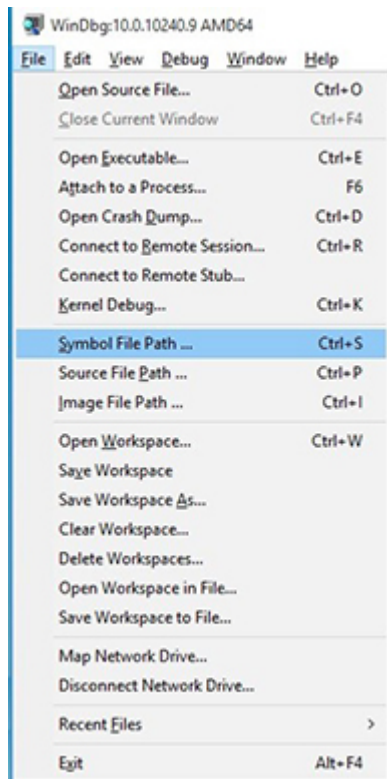 WinDbg:10.0.10240.9 AMD64
File Edit View Debug Window Help
Open Source File... Ctrl+O
Close Current Window Ctrl+F4
Open Executable... Ctrl+E
Attach to a Process... F6
Open Crash Dump... Ctrl+D
Connect to Remote Session... Ctrl+R
Connect to Remote Stub...
Kernel Debug... Ctrl+K
Symbol File Path ... Ctrl+S
Source File Path ... Ctrl+P
Image File Path ... Ctrl+I
Open Workspace... Ctrl+W
Save Workspace
Save Workspace As...
Clear Workspace...
Delete Workspaces...
Open Workspace in File...
Save Workspace to File...
Map Network Drive...
Disconnect Network Drive...
Recent Files >
Exit Alt+F4